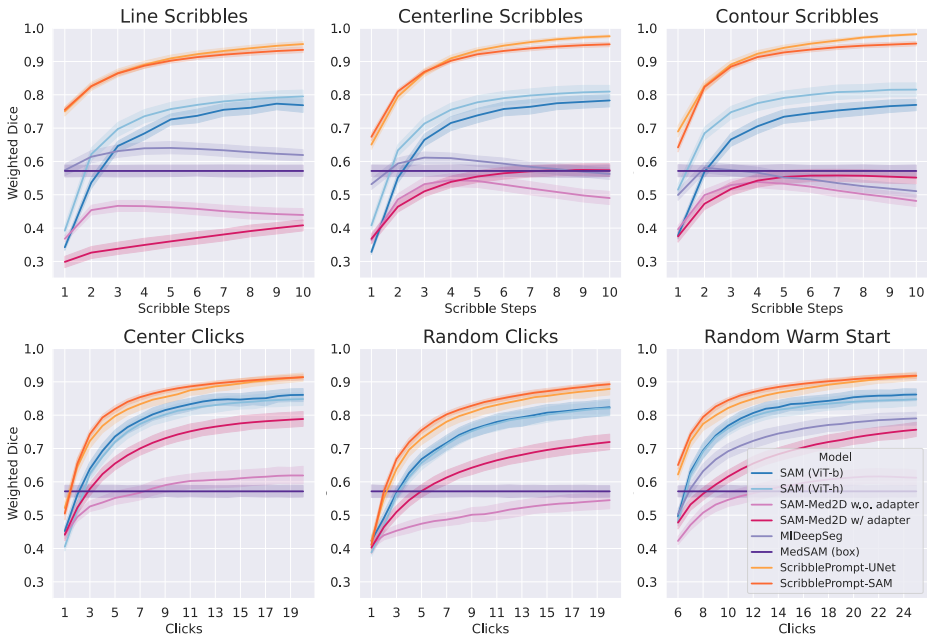 Line Scribbles
Centerline Scribbles
Contour Scribbles
Weighted Dice
1.0
0.9
0.8
0.7
0.6
0.5
0.4
0.3
1 2 3 4 5 6 7 8 9 10
Scribble Steps
1 2 3 4 5 6 7 8 9 10
Scribble Steps
1 2 3 4 5 6 7 8 9 10
Scribble Steps
Center Clicks
Random Clicks
Random Warm Start
Weighted Dice
1.0
0.9
0.8
0.7
0.6
0.5
0.4
0.3
1 3 5 7 9 11 13 15 17 19
Clicks
1 3 5 7 9 11 13 15 17 19
Clicks
6 8 10 12 14 16 18 20 22 24
Clicks
Model
SAM (ViT-b)
SAM (ViT-h)
SAM-Med2D w.o. adapter
SAM-Med2D w/ adapter
MIDeepSeg
MedSAM (box)
ScribblePrompt-UNet
ScribblePrompt-SAM